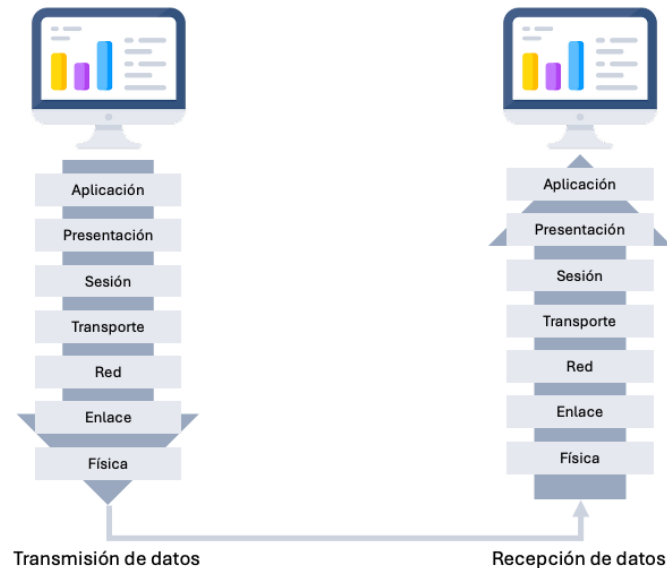 Aplicación
Presentación
Sesión
Transporte
Red
Enlace
Física
Transmisión de datos
Aplicación
Presentación
Sesión
Transporte
Red
Enlace
Física
Recepción de datos